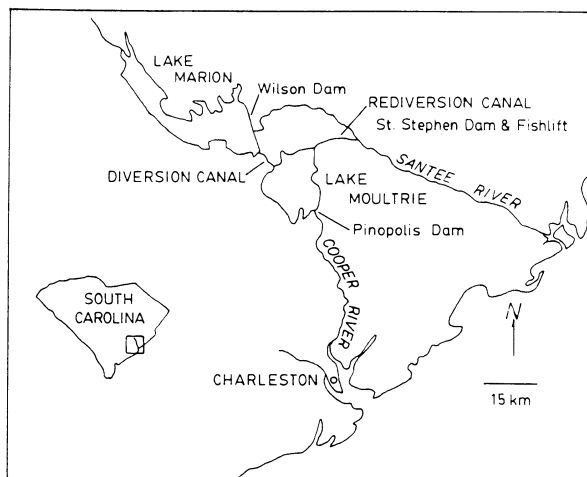 LAKE
MARION
Wilson Dam
REDIVERSION CANAL
St. Stephen Dam & Fishlift
DIVERSION CANAL
SANTEE RIVER
LAKE
MOULTRIE
Pinopolis Dam
COOPER RIVER
SOUTH
CAROLINA
N
CHARLESTON
15 km